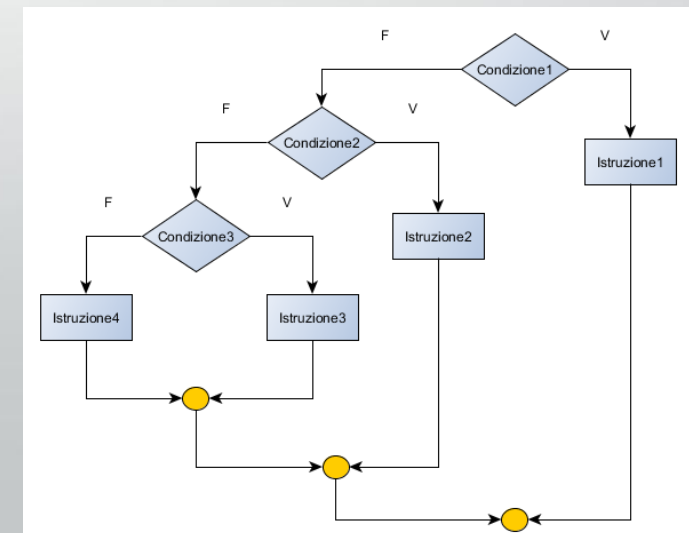 F
V
Condizione1
F
V
Condizione2
Istruzione1
F
V
Condizione3
Istruzione2
Istruzione4
Istruzione3